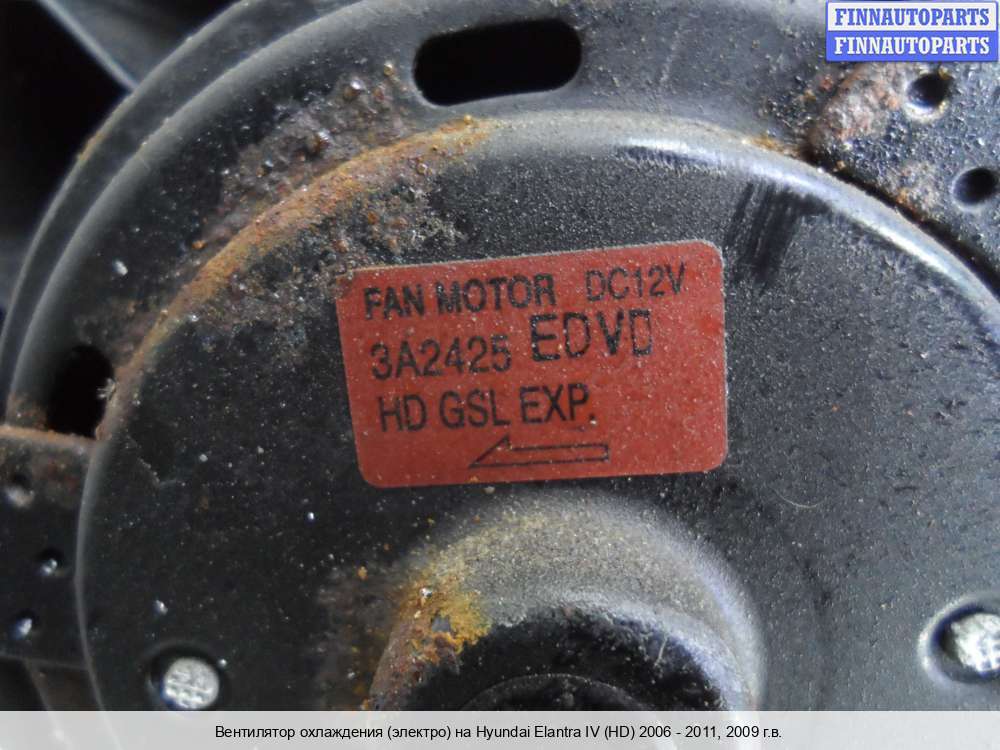 FINNAUTOPARTS
FINNAUTOPARTS
FAN MOTOR DC12V
3A2425 EDVD
HD GSL EXP.
Вентилятор охлаждения (электро) на Hyundai Elantra IV (HD) 2006 - 2011, 2009 г.в.